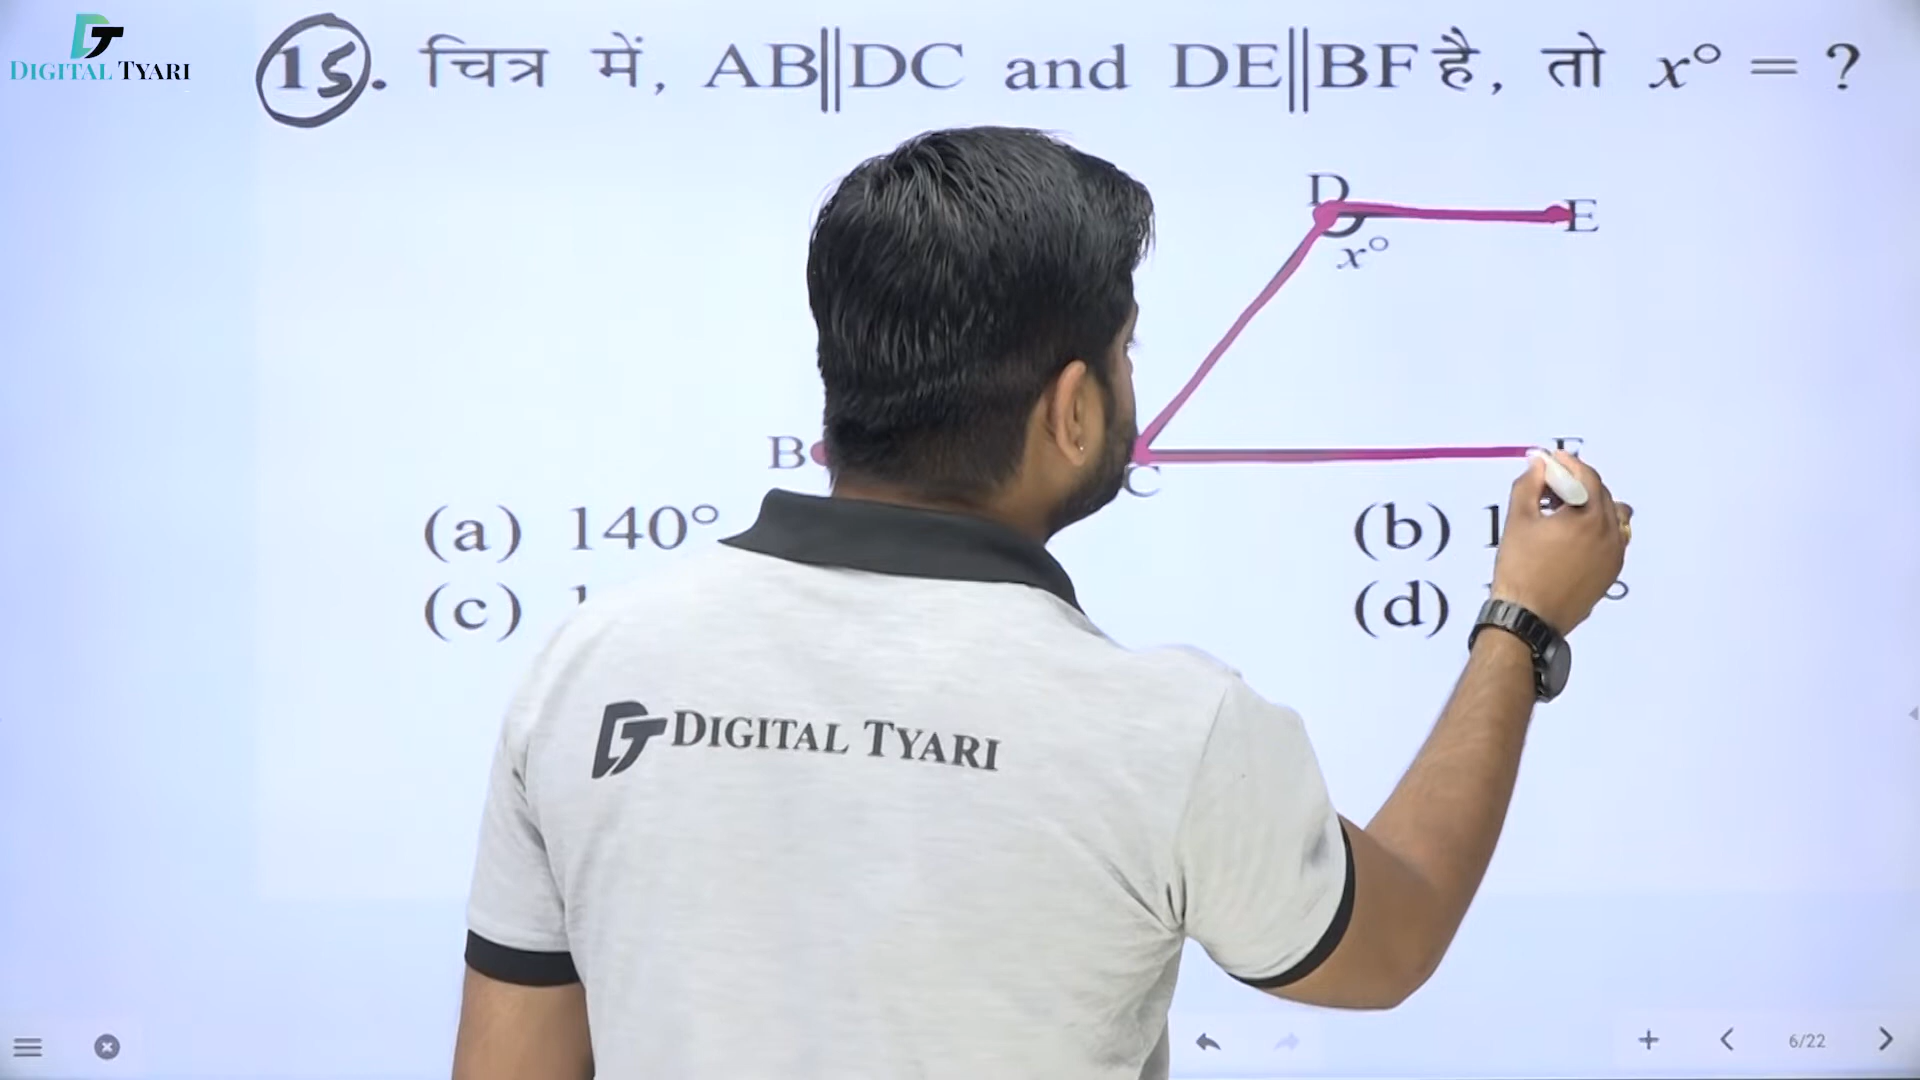 DIGITAL TYARI
15. चित्र में, AB||DC and DE||BF है, तो x° = ?
D
E
x°
B
C
(a) 140°
(b)
(c)
(d)
DIGITAL TYARI
6/22